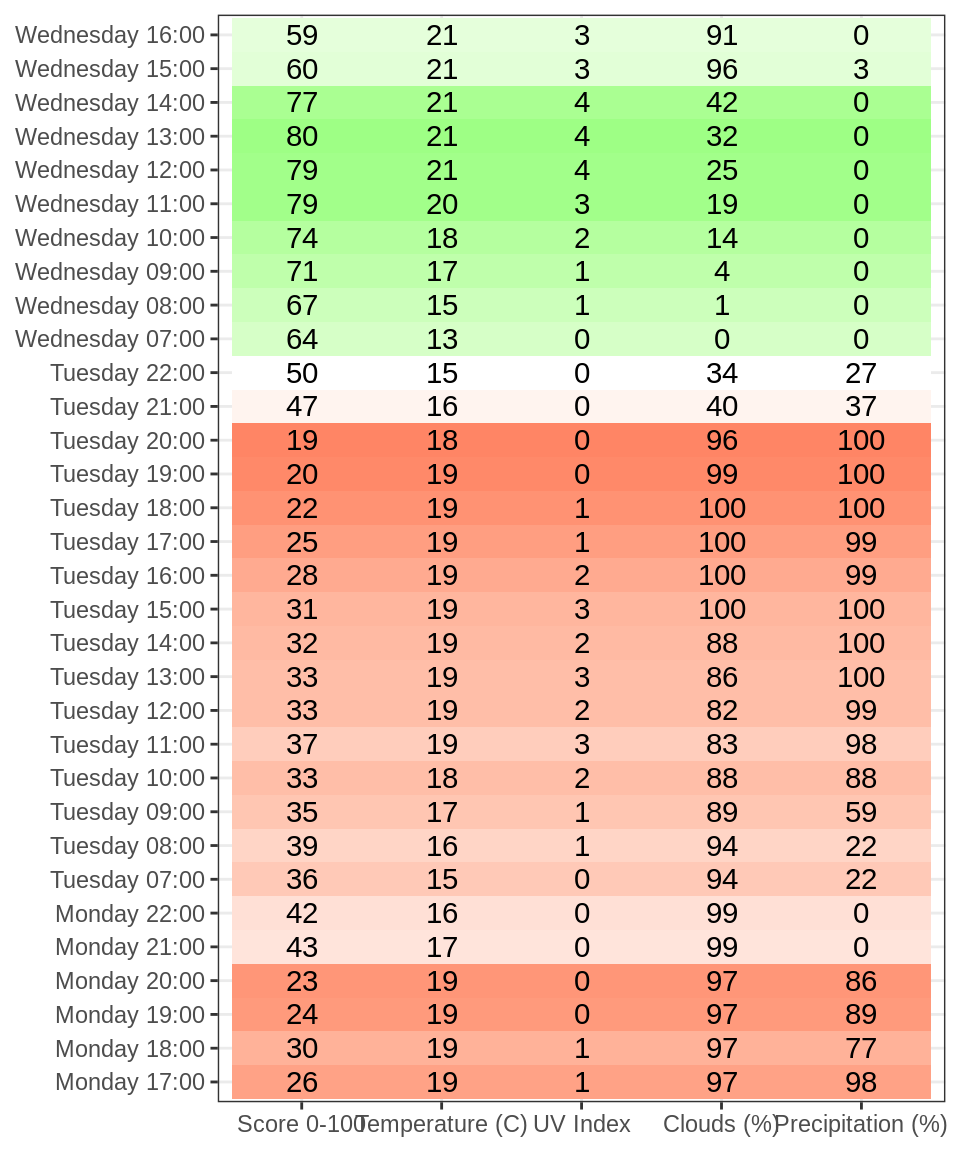 Wednesday 16:00 59 21 3 91 0
Wednesday 15:00 60 21 3 96 3
Wednesday 14:00 77 21 4 42 0
Wednesday 13:00 80 21 4 32 0
Wednesday 12:00 79 21 4 25 0
Wednesday 11:00 79 20 3 19 0
Wednesday 10:00 74 18 2 14 0
Wednesday 09:00 71 17 1 4 0
Wednesday 08:00 67 15 1 1 0
Wednesday 07:00 64 13 0 0 0
Tuesday 22:00 50 15 0 34 27
Tuesday 21:00 47 16 0 40 37
Tuesday 20:00 19 18 0 96 100
Tuesday 19:00 20 19 0 99 100
Tuesday 18:00 22 19 1 100 100
Tuesday 17:00 25 19 1 100 99
Tuesday 16:00 28 19 2 100 99
Tuesday 15:00 31 19 3 100 100
Tuesday 14:00 32 19 2 88 100
Tuesday 13:00 33 19 3 86 100
Tuesday 12:00 33 19 2 82 99
Tuesday 11:00 37 19 3 83 98
Tuesday 10:00 33 18 2 88 88
Tuesday 09:00 35 17 1 89 59
Tuesday 08:00 39 16 1 94 22
Tuesday 07:00 36 15 0 94 22
Monday 22:00 42 16 0 99 0
Monday 21:00 43 17 0 99 0
Monday 20:00 23 19 0 97 86
Monday 19:00 24 19 0 97 89
Monday 18:00 30 19 1 97 77
Monday 17:00 26 19 1 97 98
Score 0-100 Temperature (C) UV Index Clouds (%) Precipitation (%)